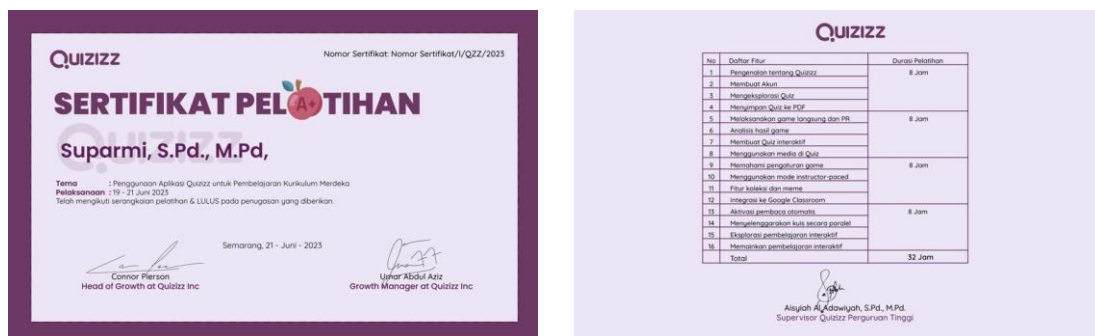 Quizizz
Nomor Sertifikat: Nomor Sertifikat/I/QZZ/2023
SERTIFIKAT PELATIHAN
A+
Quizizz
Suparmi, S.Pd., M.Pd,
Tema : Penggunaan Aplikasi Quizizz untuk Pembelajaran Kurikulum Merdeka
Pelaksanaan : 19 - 21 Juni 2023
Telah mengikuti serangkaian pelatihan & LULUS pada penugasan yang diberikan.
Semarang, 21 - Juni - 2023
Connor Pierson
Head of Growth at Quizizz Inc
Umar Abdul Aziz
Growth Manager at Quizizz Inc
Quizizz
No Daftar Fitur Durasi Pelatihan
1 Pengenalan tentang Quizizz 8 Jam
2 Membuat Akun
3 Mengeksplorasi Quiz
4 Menyimpan Quiz ke PDF
5 Melaksanakan game langsung dan PR 8 Jam
6 Analisis hasil game
7 Membuat Quiz interaktif
8 Menggunakan media di Quiz
9 Memahami pengaturan game 8 Jam
10 Menggunakan mode instructor-paced
11 Fitur koleksi dan meme
12 Integrasi ke Google Classroom
13 Aktivasi pembaca otomatis 8 Jam
14 Menyelenggarakan kuis secara paralel
15 Eksplorasi pembelajaran interaktif
16 Memainkan pembelajaran interaktif
Total 32 Jam
Aisyiah Al Adawiyah, S.Pd., M.Pd.
Supervisor Quizizz Perguruan Tinggi